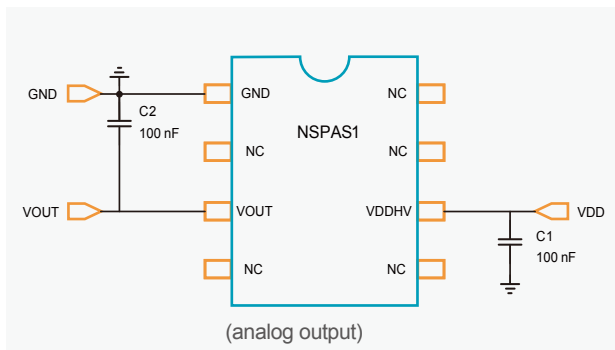 GND
C2
100 nF
GND
NC
NSPAS1
NC
NC
VOUT
VOUT
VDDHV
VDD
C1
100 nF
NC
NC
(analog output)